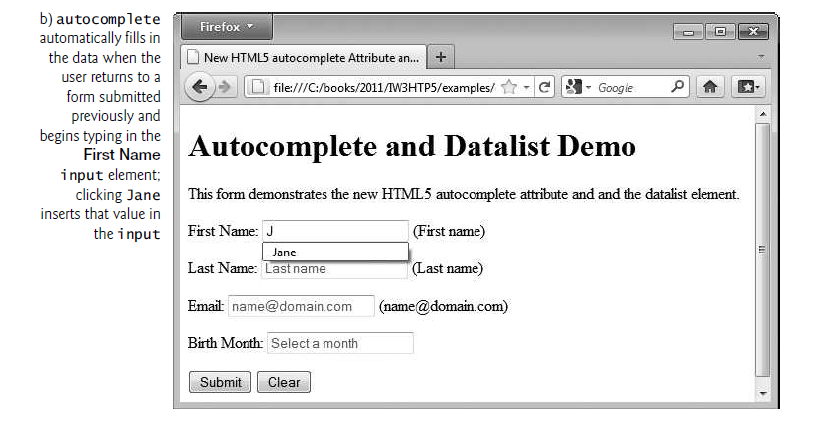 b) autocomplete
automatically fills in
the data when the
user returns to a
form submitted
previously and
begins typing in the
First Name
input element;
clicking Jane
inserts that value in
the input
Firefox
New HTML5 autocomplete Attribute an...
file:///C:/books/2011/IW3HTP5/examples/
Google
Autocomplete and Datalist Demo
This form demonstrates the new HTML5 autocomplete attribute and and the datalist element.
First Name: J (First name)
Jane
Last Name: Last name (Last name)
Email: name@domain.com (name@domain.com)
Birth Month: Select a month
Submit Clear